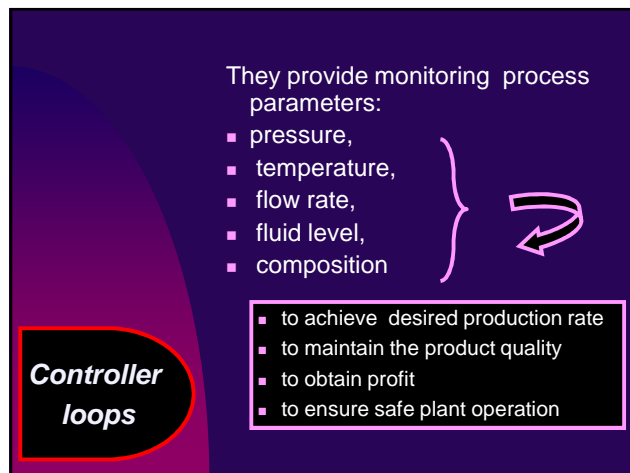 They provide monitoring process
parameters:
▪ pressure,
▪ temperature,
▪ flow rate,
▪ fluid level,
▪ composition
▪ to achieve desired production rate
▪ to maintain the product quality
▪ to obtain profit
▪ to ensure safe plant operation
Controller
loops